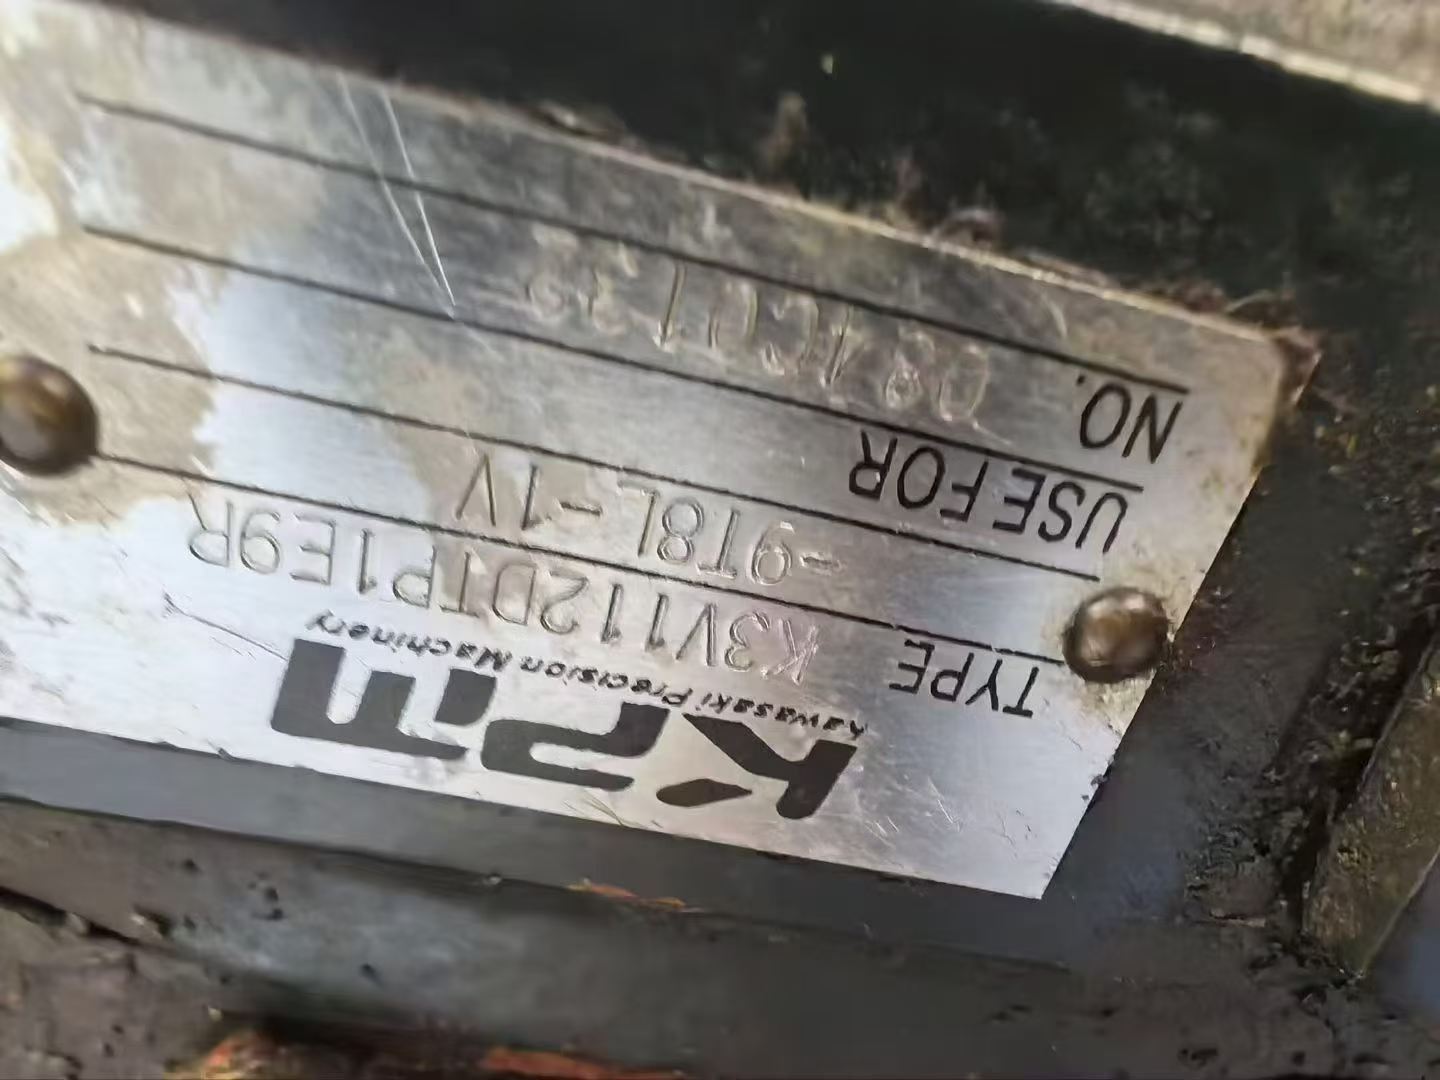 KPM
Kawasaki Precision Machinery
TYPE K3V112DTP1E9R
-9T8L-1V
USE FOR
NO.